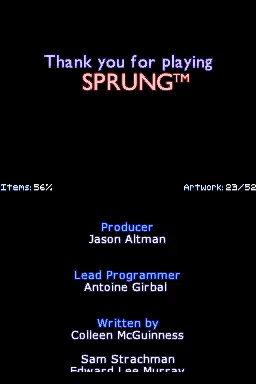 Thank you for playing
SPRUNG™
Items:56% Artwork:23/52
Producer
Jason Altman
Lead Programmer
Antoine Girbal
Written by
Colleen McGuinness
Sam Strachman
Edward Lee Murray